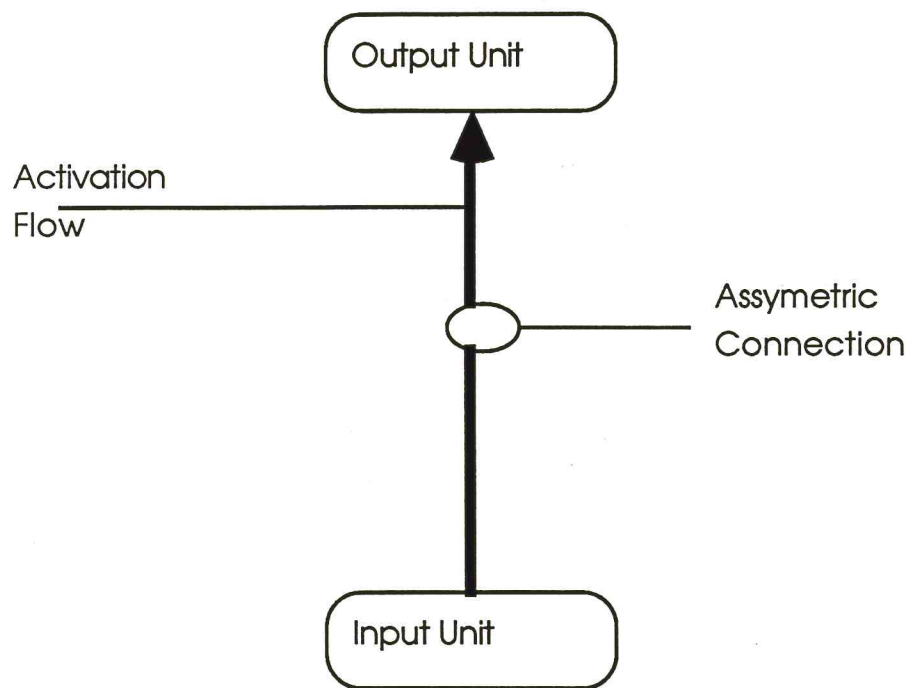 Output Unit
Activation
Flow
Assymetric
Connection
Input Unit